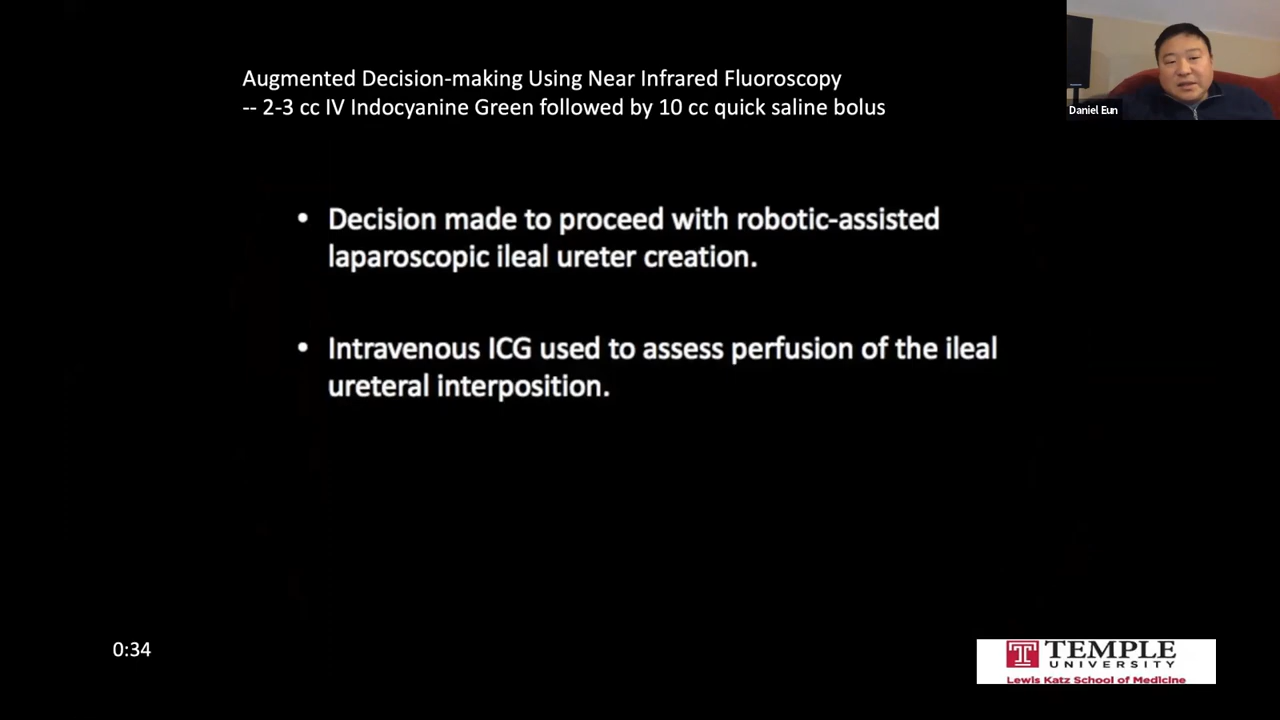 Augmented Decision-making Using Near Infrared Fluoroscopy
-- 2-3 cc IV Indocyanine Green followed by 10 cc quick saline bolus
Daniel Eun
• Decision made to proceed with robotic-assisted
laparoscopic ileal ureter creation.
• Intravenous ICG used to assess perfusion of the ileal
ureteral interposition.
0:34
TEMPLE
UNIVERSITY
Lewis Katz School of Medicine